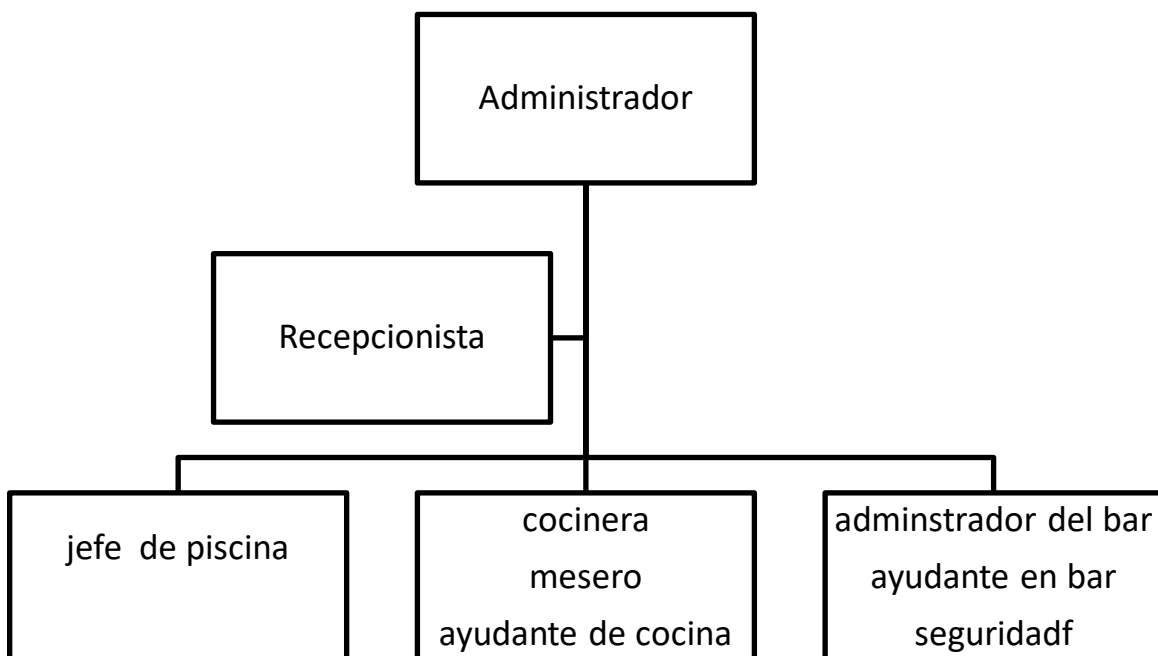 Administrador
Recepcionista
jefe de piscina
cocinera
mesero
ayudante de cocina
adminstrador del bar
ayudante en bar
seguridadf